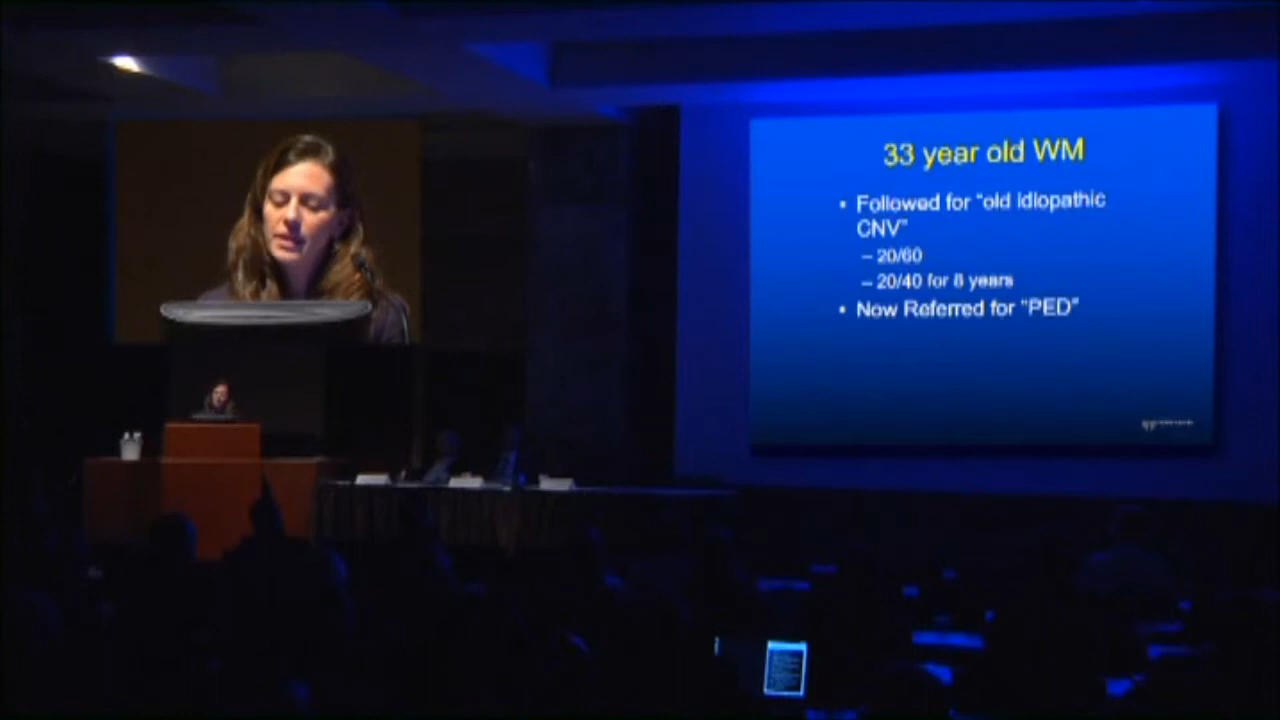 33 year old WM
• Followed for "old idiopathic
CNV"
– 20/60
– 20/40 for 8 years
• Now Referred for "PED"